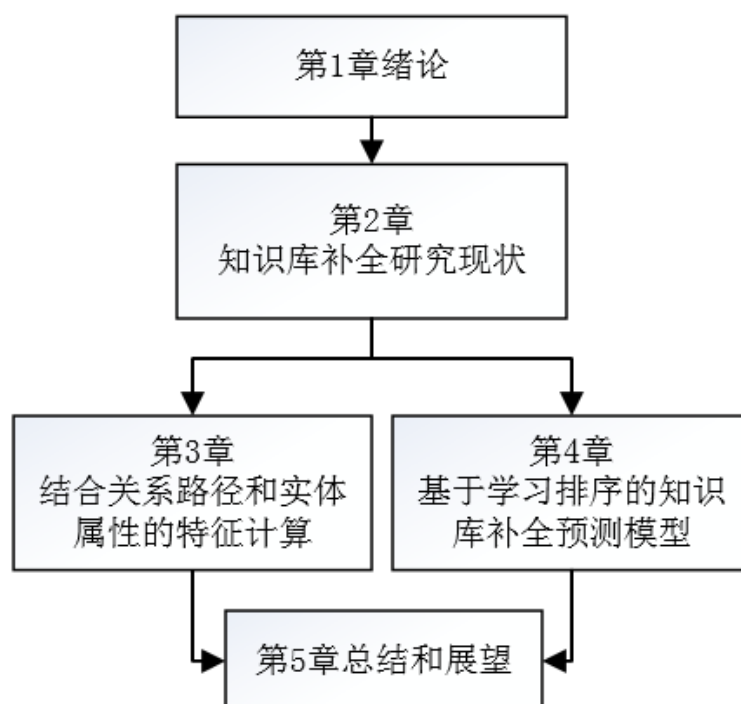 第1章绪论
第2章
知识库补全研究现状
第3章
结合关系路径和实体
属性的特征计算
第4章
基于学习排序的知识
库补全预测模型
第5章总结和展望